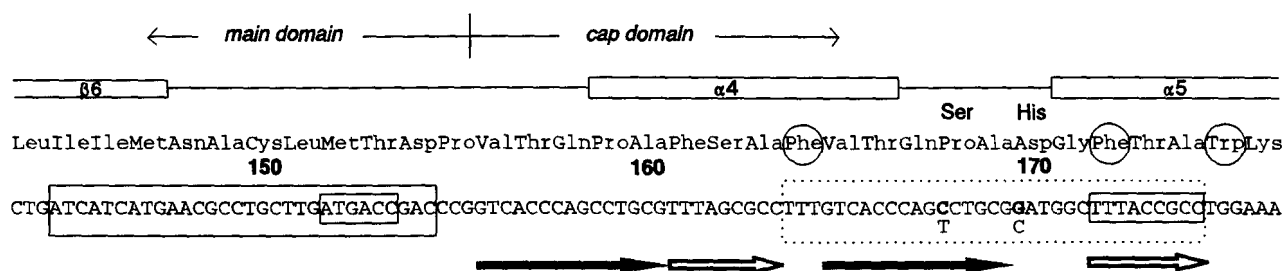 main domain cap domain
β6 α4 α5
Ser His
LeuIleIleMetAsnAlaCysLeuMetThrAspProValThrGlnProAlaPheSerAlaPheValThrGlnProAlaAspGlyPheThrAlaTrpLys
150 160 170
CTGATCATCATGAACGCCTGCTTGATGACCGACCCGGTCACCCAGCCTGCGTTTAGCGCCTTTGTCACCCAGCCTGCGGATGGCTTTACCGCCTGGAAA
T C